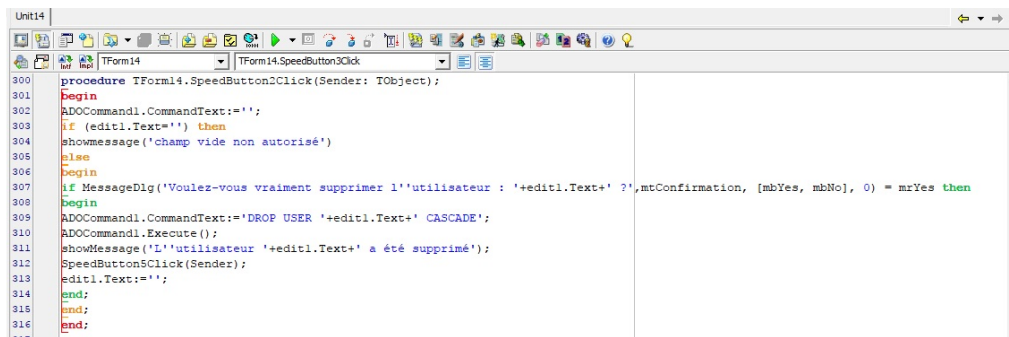 Unit14
TForm14 TForm14.SpeedButton3Click
300 procedure TForm14.SpeedButton2Click(Sender: TObject);
301 begin
302 ADOCommand1.CommandText:='';
303 if (edit1.Text='') then
304 showmessage('champ vide non autorisé')
305 else
306 begin
307 if MessageDlg('Voulez-vous vraiment supprimer l''utilisateur : '+edit1.Text+' ?',mtConfirmation, [mbYes, mbNo], 0) = mrYes then
308 begin
309 ADOCommand1.CommandText:='DROP USER '+edit1.Text+' CASCADE';
310 ADOCommand1.Execute();
311 showMessage('L''utilisateur '+edit1.Text+' a été supprimé');
312 SpeedButton5Click(Sender);
313 edit1.Text:='';
314 end;
315 end;
316 end;